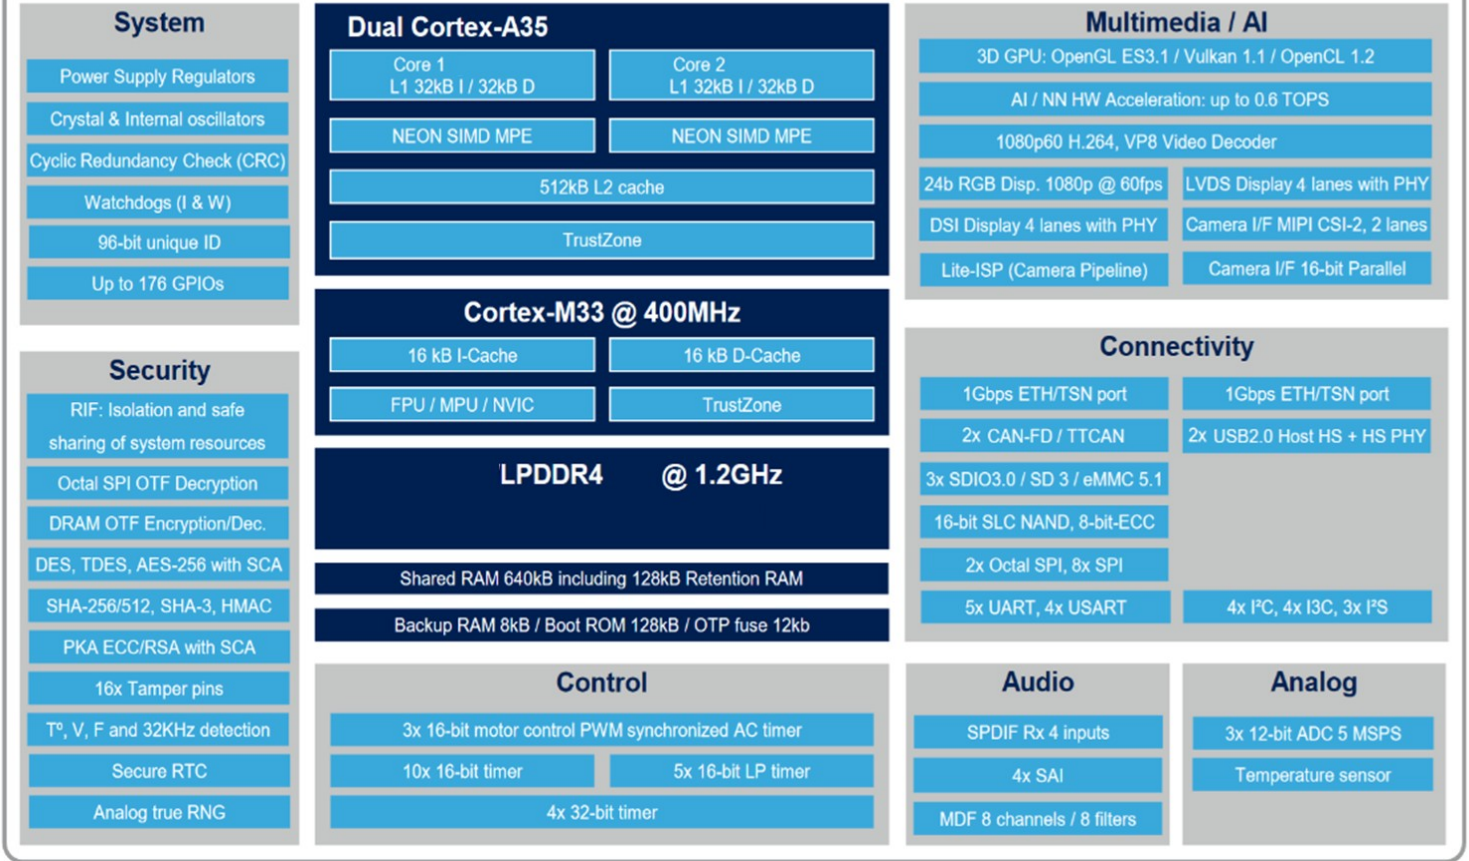 System
Power Supply Regulators
Crystal & Internal oscillators
Cyclic Redundancy Check (CRC)
Watchdogs (I & W)
96-bit unique ID
Up to 176 GPIOs
Security
RIF: Isolation and safe
sharing of system resources
Octal SPI OTF Decryption
DRAM OTF Encryption/Dec.
DES, TDES, AES-256 with SCA
SHA-256/512, SHA-3, HMAC
PKA ECC/RSA with SCA
16x Tamper pins
Tº, V, F and 32KHz detection
Secure RTC
Analog true RNG
Dual Cortex-A35
Core 1
L1 32kB I / 32kB D
Core 2
L1 32kB I / 32kB D
NEON SIMD MPE
NEON SIMD MPE
512kB L2 cache
TrustZone
Cortex-M33 @ 400MHz
16 kB I-Cache
16 kB D-Cache
FPU / MPU / NVIC
TrustZone
LPDDR4 @ 1.2GHz
Shared RAM 640kB including 128kB Retention RAM
Backup RAM 8kB / Boot ROM 128kB / OTP fuse 12kb
Control
3x 16-bit motor control PWM synchronized AC timer
10x 16-bit timer
5x 16-bit LP timer
4x 32-bit timer
Multimedia / AI
3D GPU: OpenGL ES3.1 / Vulkan 1.1 / OpenCL 1.2
AI / NN HW Acceleration: up to 0.6 TOPS
1080p60 H.264, VP8 Video Decoder
24b RGB Disp. 1080p @ 60fps
LVDS Display 4 lanes with PHY
DSI Display 4 lanes with PHY
Camera I/F MIPI CSI-2, 2 lanes
Lite-ISP (Camera Pipeline)
Camera I/F 16-bit Parallel
Connectivity
1Gbps ETH/TSN port
1Gbps ETH/TSN port
2x CAN-FD / TTCAN
2x USB2.0 Host HS + HS PHY
3x SDIO3.0 / SD 3 / eMMC 5.1
16-bit SLC NAND, 8-bit-ECC
2x Octal SPI, 8x SPI
5x UART, 4x USART
4x I²C, 4x I3C, 3x I²S
Audio
SPDIF Rx 4 inputs
4x SAI
MDF 8 channels / 8 filters
Analog
3x 12-bit ADC 5 MSPS
Temperature sensor